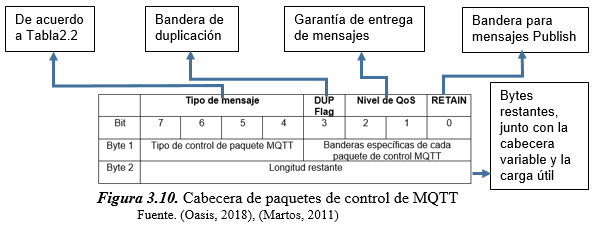 De acuerdo
a Tabla2.2
Bandera de
duplicación
Garantía de entrega
de mensajes
Bandera para
mensajes Publish
Tipo de mensaje DUP Flag Nivel de QoS RETAIN
Bit 7 6 5 4 3 2 1 0
Byte 1 Tipo de control de paquete MQTT Banderas específicas de cada
paquete de control MQTT
Byte 2 Longitud restante
Bytes
restantes,
junto con la
cabecera
variable y la
carga útil
Figura 3.10. Cabecera de paquetes de control de MQTT
Fuente. (Oasis, 2018), (Martos, 2011)